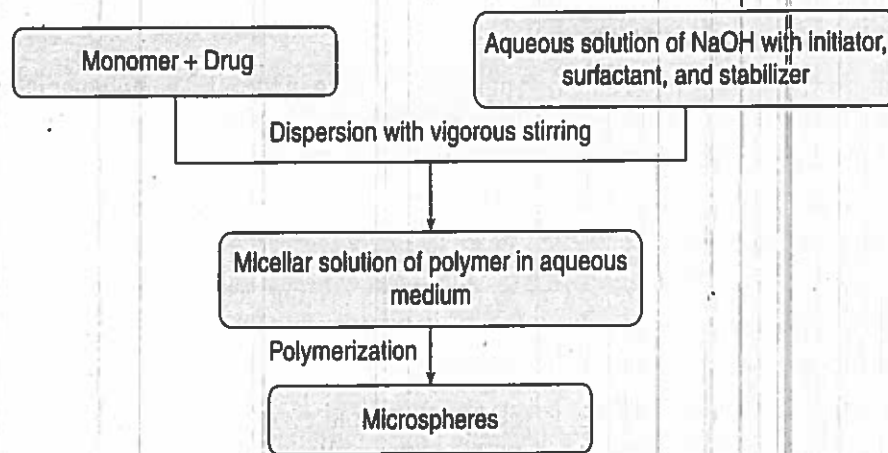 Monomer + Drug
Aqueous solution of NaOH with initiator,
surfactant, and stabilizer
Dispersion with vigorous stirring
Micellar solution of polymer in aqueous
medium
Polymerization
Microspheres